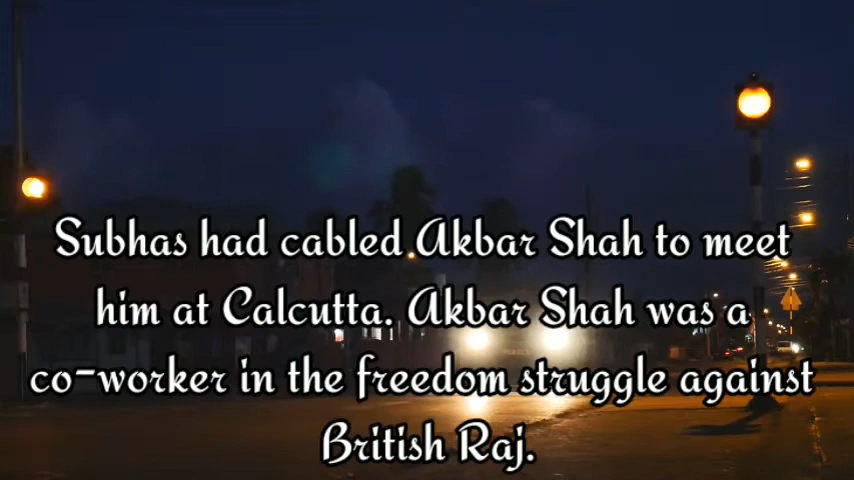 Subhas had cabled Akbar Shah to meet
him at Calcutta. Akbar Shah was a
co-worker in the freedom struggle against
British Raj.